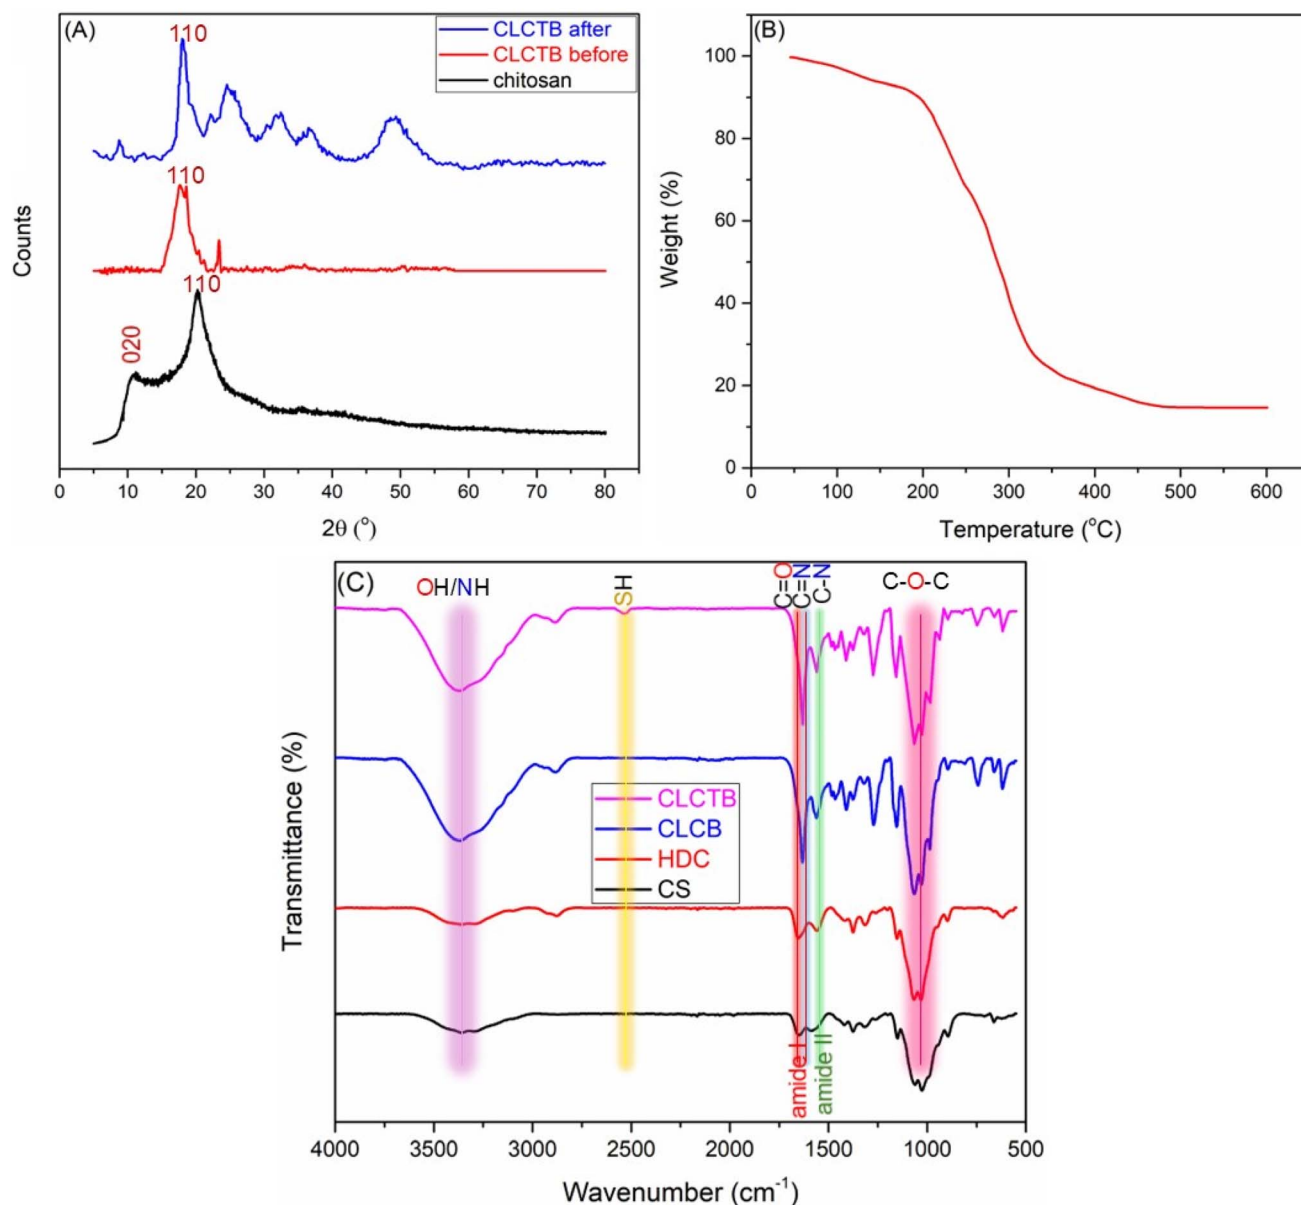 (A)
110
CLCTB after
CLCTB before
chitosan
110
110
020
Counts
0 10 20 30 40 50 60 70 80
2θ (°)
(B)
100
80
60
40
20
0
Weight (%)
0 100 200 300 400 500 600
Temperature (°C)
(C)
OH/NH
SH
C=O
C=N
C-N
C-O-C
CLCTB
CLCB
HDC
CS
amide I
amide II
Transmittance (%)
4000 3500 3000 2500 2000 1500 1000 500
Wavenumber (cm⁻¹)